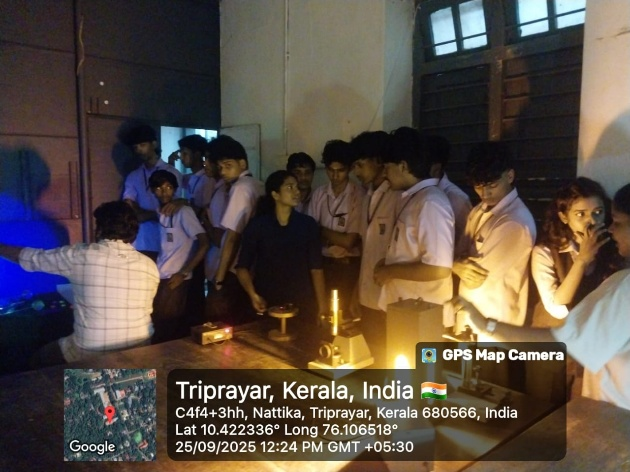 GPS Map Camera
Triprayar, Kerala, India 🇮🇳
C4f4+3hh, Nattika, Triprayar, Kerala 680566, India
Lat 10.422336° Long 76.106518°
25/09/2025 12:24 PM GMT +05:30
Google